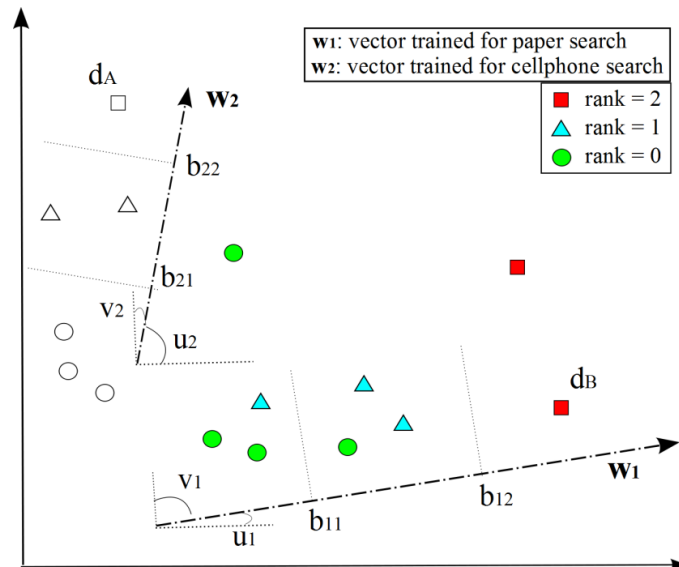 w1: vector trained for paper search
w2: vector trained for cellphone search
dA
w2
rank = 2
rank = 1
rank = 0
b22
b21
v2
u2
dB
v1
w1
b12
b11
u1